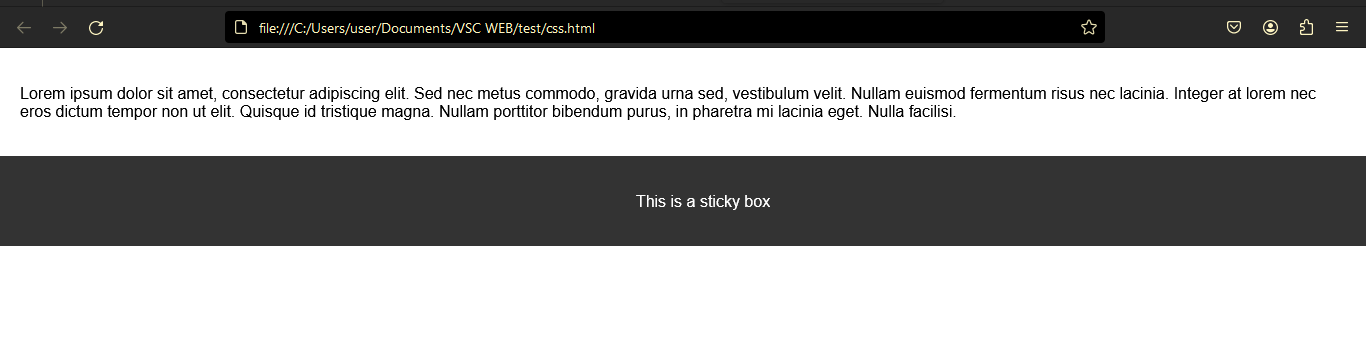 file:///C:/Users/user/Documents/VSC WEB/test/css.html
Lorem ipsum dolor sit amet, consectetur adipiscing elit. Sed nec metus commodo, gravida urna sed, vestibulum velit. Nullam euismod fermentum risus nec lacinia. Integer at lorem nec
eros dictum tempor non ut elit. Quisque id tristique magna. Nullam porttitor bibendum purus, in pharetra mi lacinia eget. Nulla facilisi.
This is a sticky box